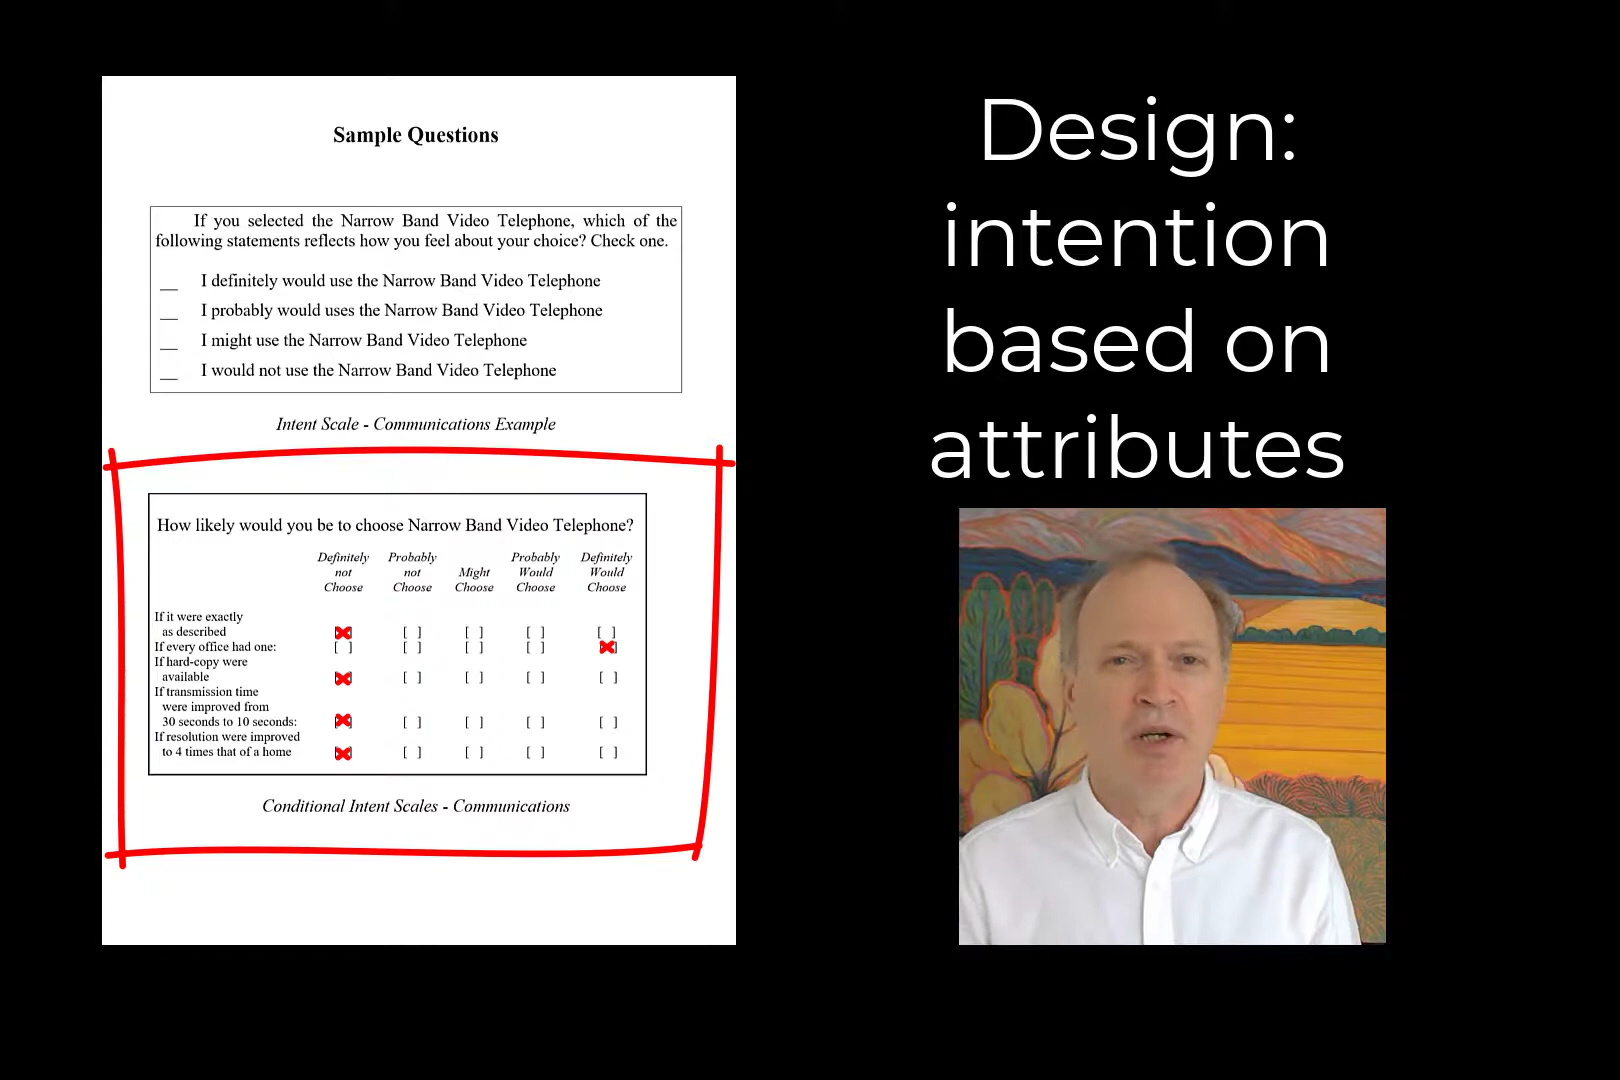 Sample Questions
If you selected the Narrow Band Video Telephone, which of the
following statements reflects how you feel about your choice? Check one.
__ I definitely would use the Narrow Band Video Telephone
__ I probably would uses the Narrow Band Video Telephone
__ I might use the Narrow Band Video Telephone
__ I would not use the Narrow Band Video Telephone
Intent Scale - Communications Example
How likely would you be to choose Narrow Band Video Telephone?
Definitely Probably Probably Definitely
not not Might Would Would
Choose Choose Choose Choose Choose
If it were exactly
as described [ ] [ ] [ ] [ ] [ ]
If every office had one: [ ] [ ] [ ] [ ] [ ]
If hard-copy were
available [ ] [ ] [ ] [ ] [ ]
If transmission time
were improved from
30 seconds to 10 seconds: [ ] [ ] [ ] [ ] [ ]
If resolution were improved
to 4 times that of a home [ ] [ ] [ ] [ ] [ ]
Conditional Intent Scales - Communications
Design:
intention
based on
attributes